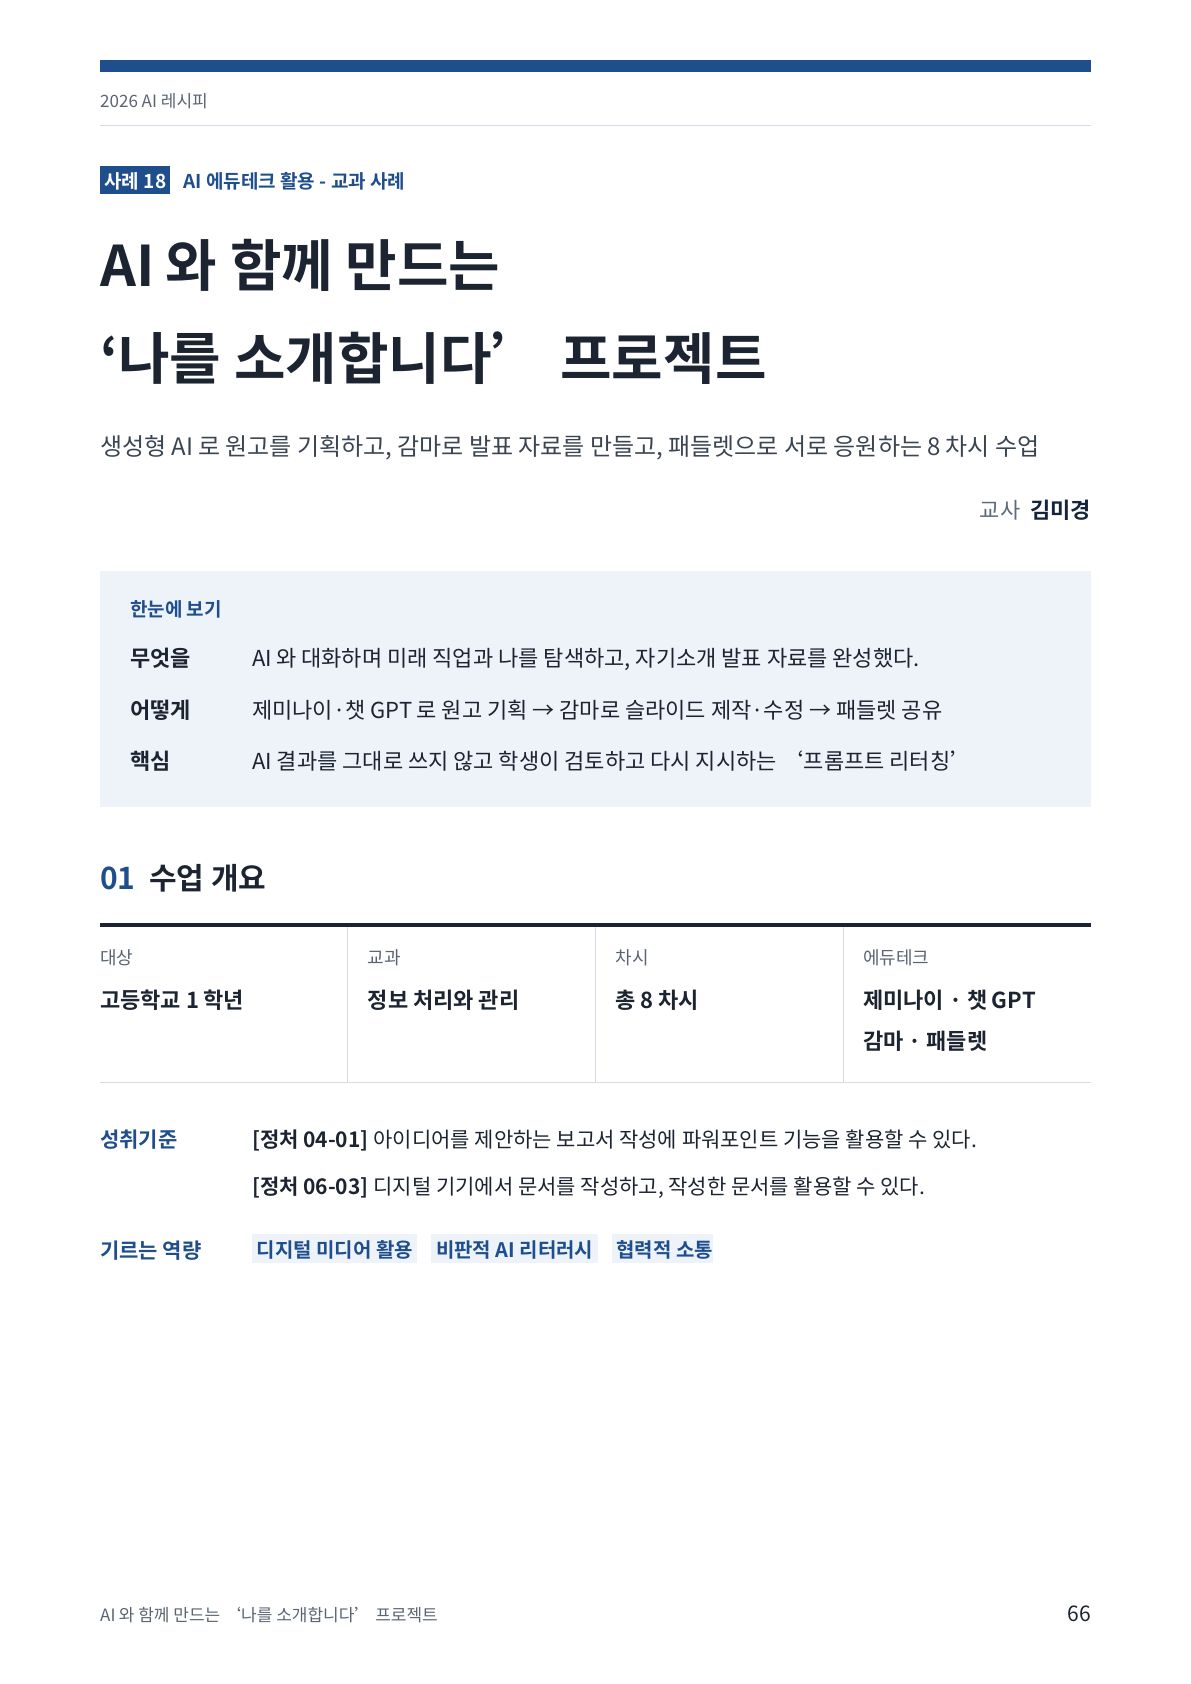 2026 AI 레시피
사례 18 AI 에듀테크 활용 - 교과 사례
AI 와 함께 만드는
‘나를 소개합니다’ 프로젝트
생성형 AI 로 원고를 기획하고, 감마로 발표 자료를 만들고, 패들렛으로 서로 응원하는 8 차시 수업
교사 김미경
한눈에 보기
무엇을 AI 와 대화하며 미래 직업과 나를 탐색하고, 자기소개 발표 자료를 완성했다.
어떻게 제미나이·챗 GPT 로 원고 기획 → 감마로 슬라이드 제작·수정 → 패들렛 공유
핵심 AI 결과를 그대로 쓰지 않고 학생이 검토하고 다시 지시하는 ‘프롬프트 리터칭’
01 수업 개요
대상 교과 차시 에듀테크
고등학교 1 학년 정보 처리와 관리 총 8 차시 제미나이 · 챗 GPT
감마 · 패들렛
성취기준 [정처 04-01] 아이디어를 제안하는 보고서 작성에 파워포인트 기능을 활용할 수 있다.
[정처 06-03] 디지털 기기에서 문서를 작성하고, 작성한 문서를 활용할 수 있다.
기르는 역량 디지털 미디어 활용 비판적 AI 리터러시 협력적 소통
AI 와 함께 만드는 ‘나를 소개합니다’ 프로젝트 66